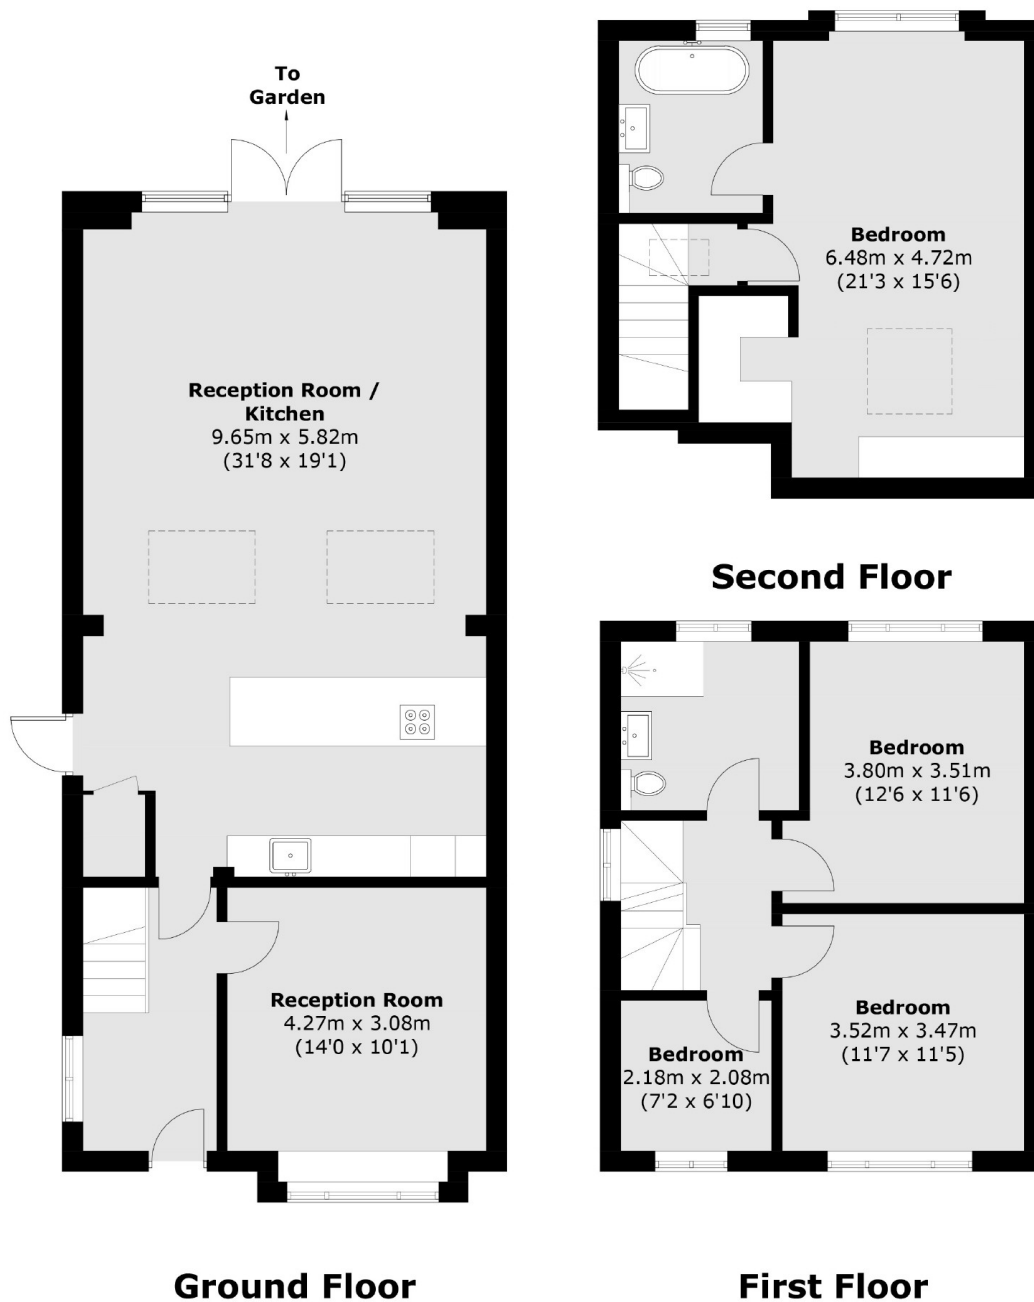 To
Garden
Reception Room /
Kitchen
9.65m x 5.82m
(31'8 x 19'1)
Reception Room
4.27m x 3.08m
(14'0 x 10'1)
Ground Floor
Bedroom
6.48m x 4.72m
(21'3 x 15'6)
Second Floor
Bedroom
3.80m x 3.51m
(12'6 x 11'6)
Bedroom
3.52m x 3.47m
(11'7 x 11'5)
Bedroom
2.18m x 2.08m
(7'2 x 6'10)
First Floor